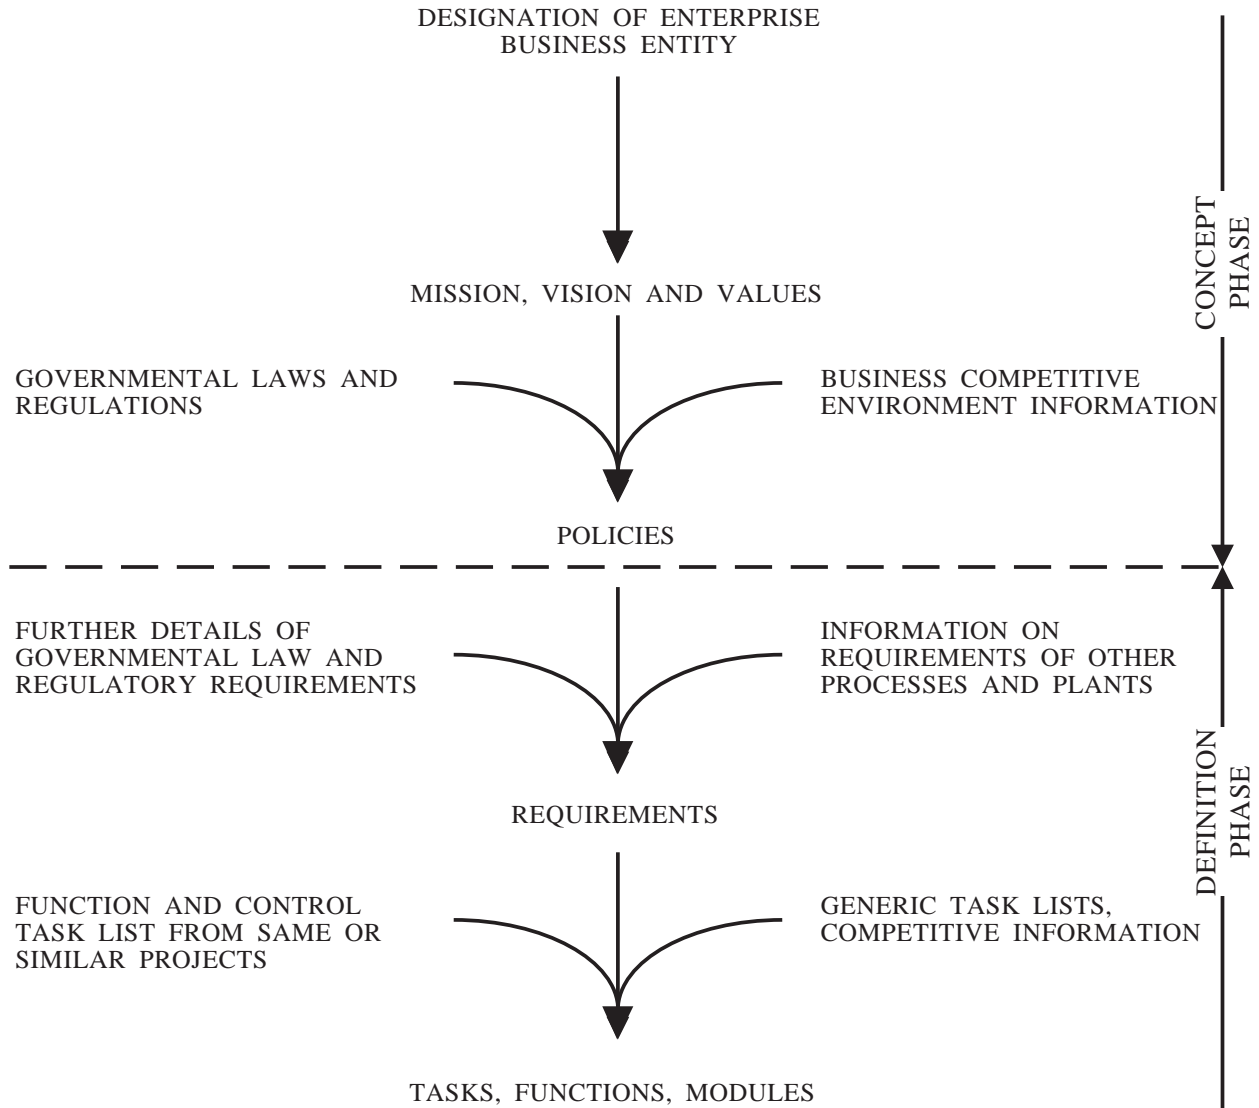 DESIGNATION OF ENTERPRISE
BUSINESS ENTITY
MISSION, VISION AND VALUES
GOVERNMENTAL LAWS AND
REGULATIONS
BUSINESS COMPETITIVE
ENVIRONMENT INFORMATION
CONCEPT
PHASE
POLICIES
FURTHER DETAILS OF
GOVERNMENTAL LAW AND
REGULATORY REQUIREMENTS
INFORMATION ON
REQUIREMENTS OF OTHER
PROCESSES AND PLANTS
REQUIREMENTS
DEFINITION
PHASE
FUNCTION AND CONTROL
TASK LIST FROM SAME OR
SIMILAR PROJECTS
GENERIC TASK LISTS,
COMPETITIVE INFORMATION
TASKS, FUNCTIONS, MODULES